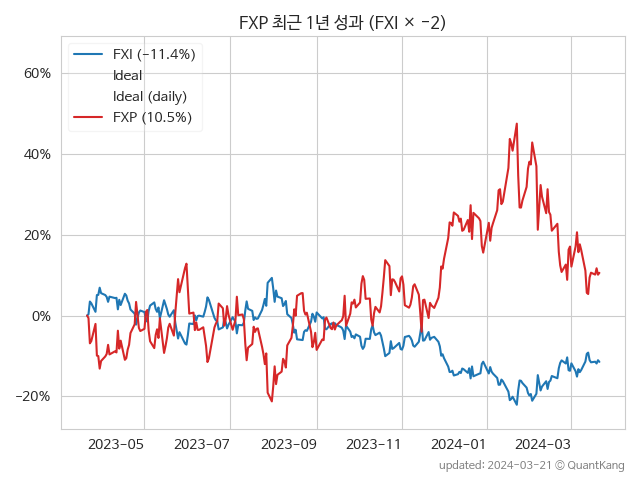 FXP 최근 1년 성과 (FXI × −2)
FXI (−11.4%)
Ideal
Ideal (daily)
FXP (10.5%)
60%
40%
20%
0%
−20%
2023−05
2023−07
2023−09
2023−11
2024−01
2024−03
updated: 2024−03−21 © QuantKang